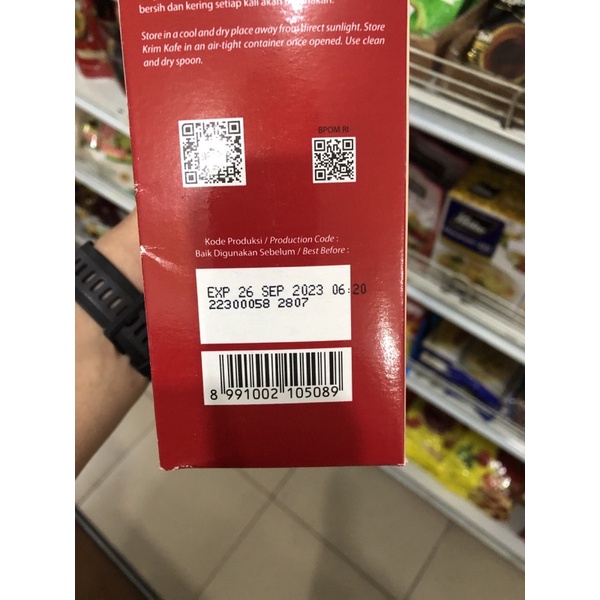 bersih dan kering setiap kali akan digunakan.
Store in a cool and dry place away from direct sunlight. Store
Krim Kafe in an air-tight container once opened. Use clean
and dry spoon.
BPOM RI
Kode Produksi / Production Code :
Baik Digunakan Sebelum / Best Before :
EXP 26 SEP 2023 06:20
22300058 2807
8 991002 105089